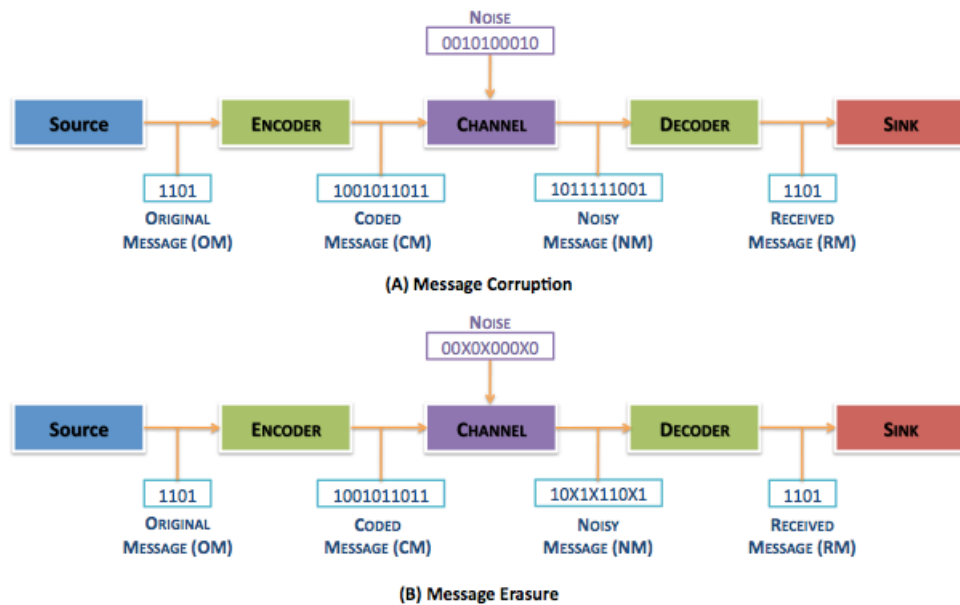 NOISE
0010100010
Source
ENCODER
CHANNEL
DECODER
SINK
1101
1001011011
1011111001
1101
ORIGINAL
MESSAGE (OM)
CODED
MESSAGE (CM)
NOISY
MESSAGE (NM)
RECEIVED
MESSAGE (RM)
(A) Message Corruption
NOISE
00X0X000X0
Source
ENCODER
CHANNEL
DECODER
SINK
1101
1001011011
10X1X110X1
1101
ORIGINAL
MESSAGE (OM)
CODED
MESSAGE (CM)
NOISY
MESSAGE (NM)
RECEIVED
MESSAGE (RM)
(B) Message Erasure